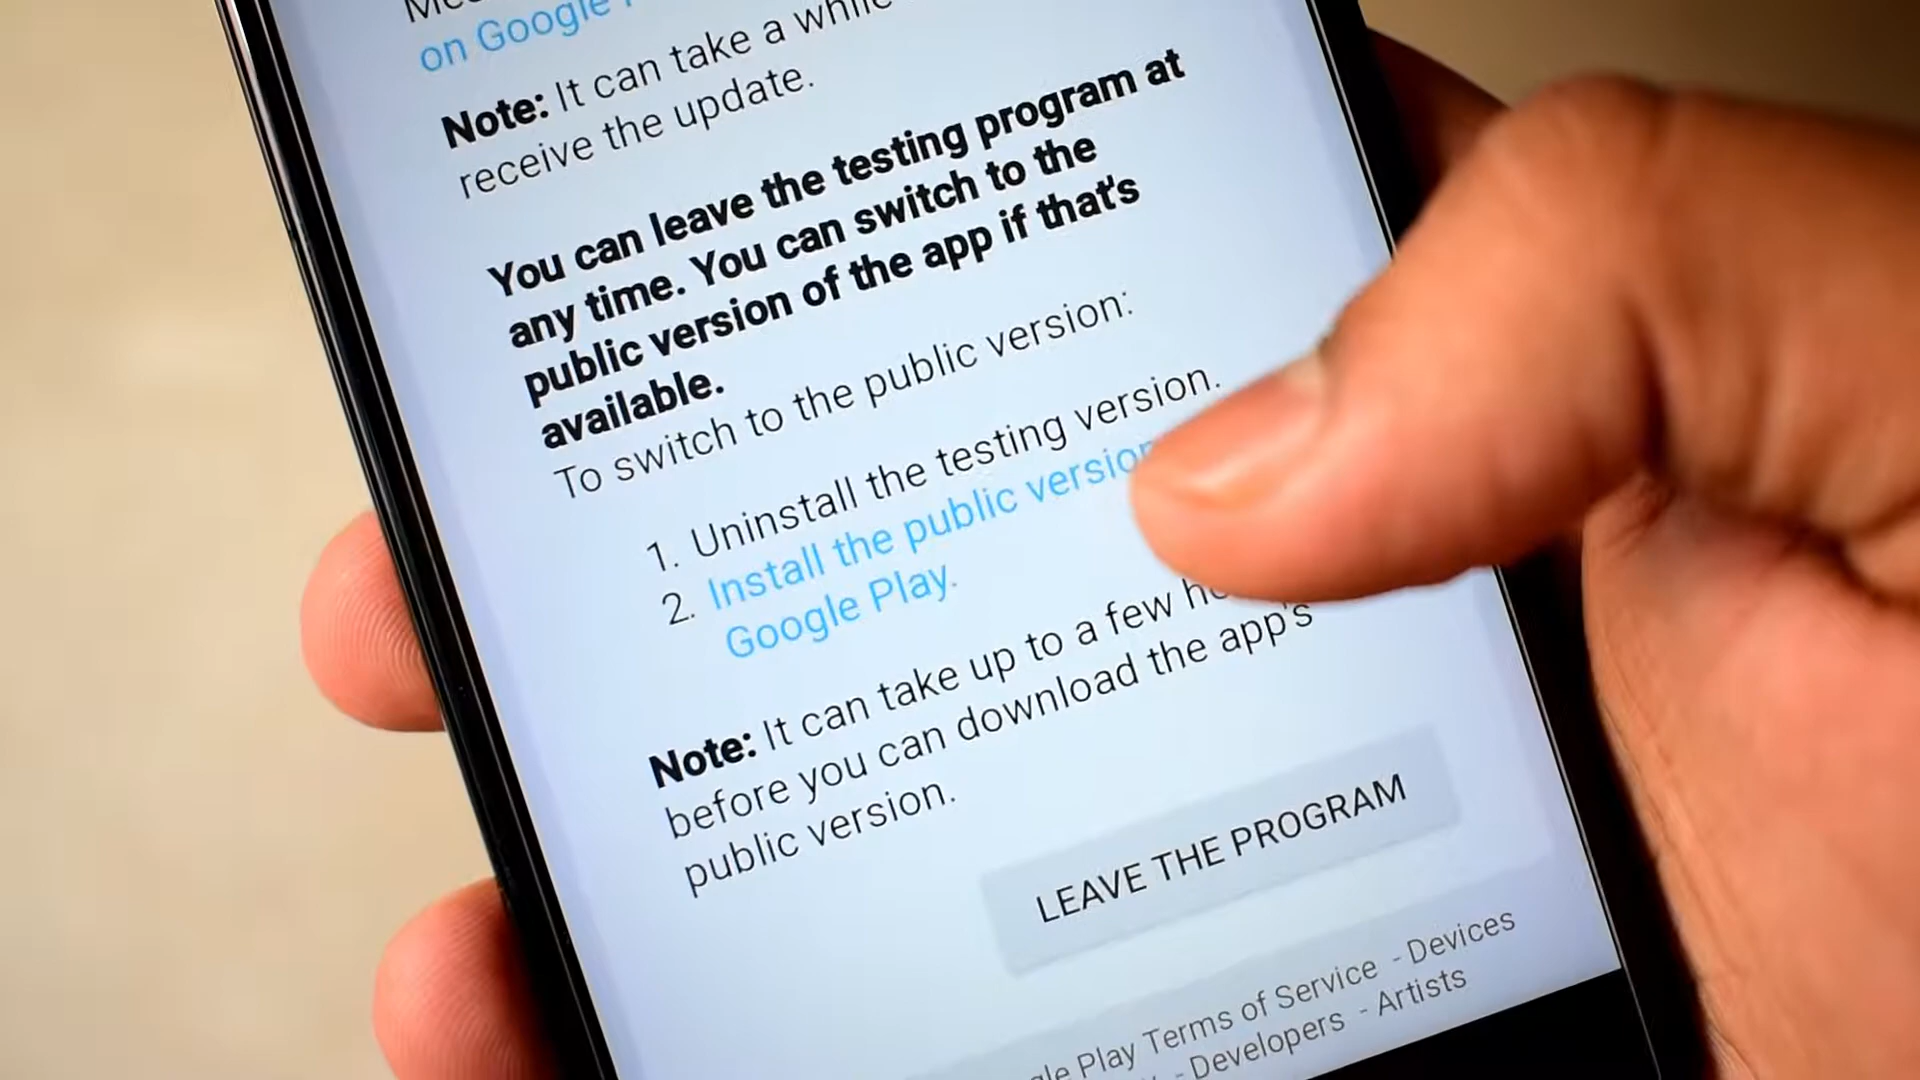 on Google
Note: It can take a while
receive the update.
You can leave the testing program at
any time. You can switch to the
public version of the app if that's
available.
To switch to the public version:
1. Uninstall the testing version.
2. Install the public version
Google Play.
Note: It can take up to a few
before you can download the app's
public version.
LEAVE THE PROGRAM
Play Terms of Service - Devices
- Developers - Artists